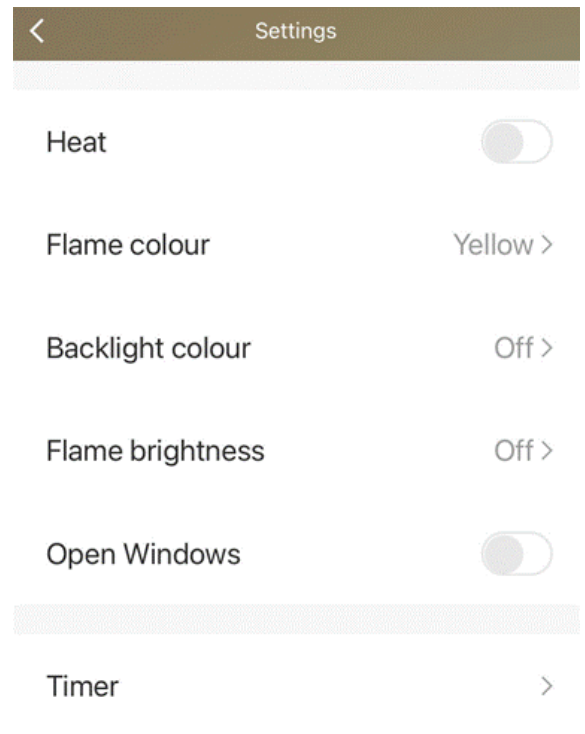 Settings
Heat
Flame colour Yellow
Backlight colour Off
Flame brightness Off
Open Windows
Timer